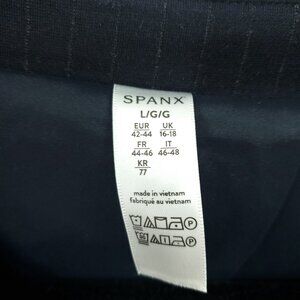 SPANX
L/G/G
EUR UK
42-44 16-18
FR IT
44-46 46-48
KR
77
made in vietnam
fabriqué au vietnam